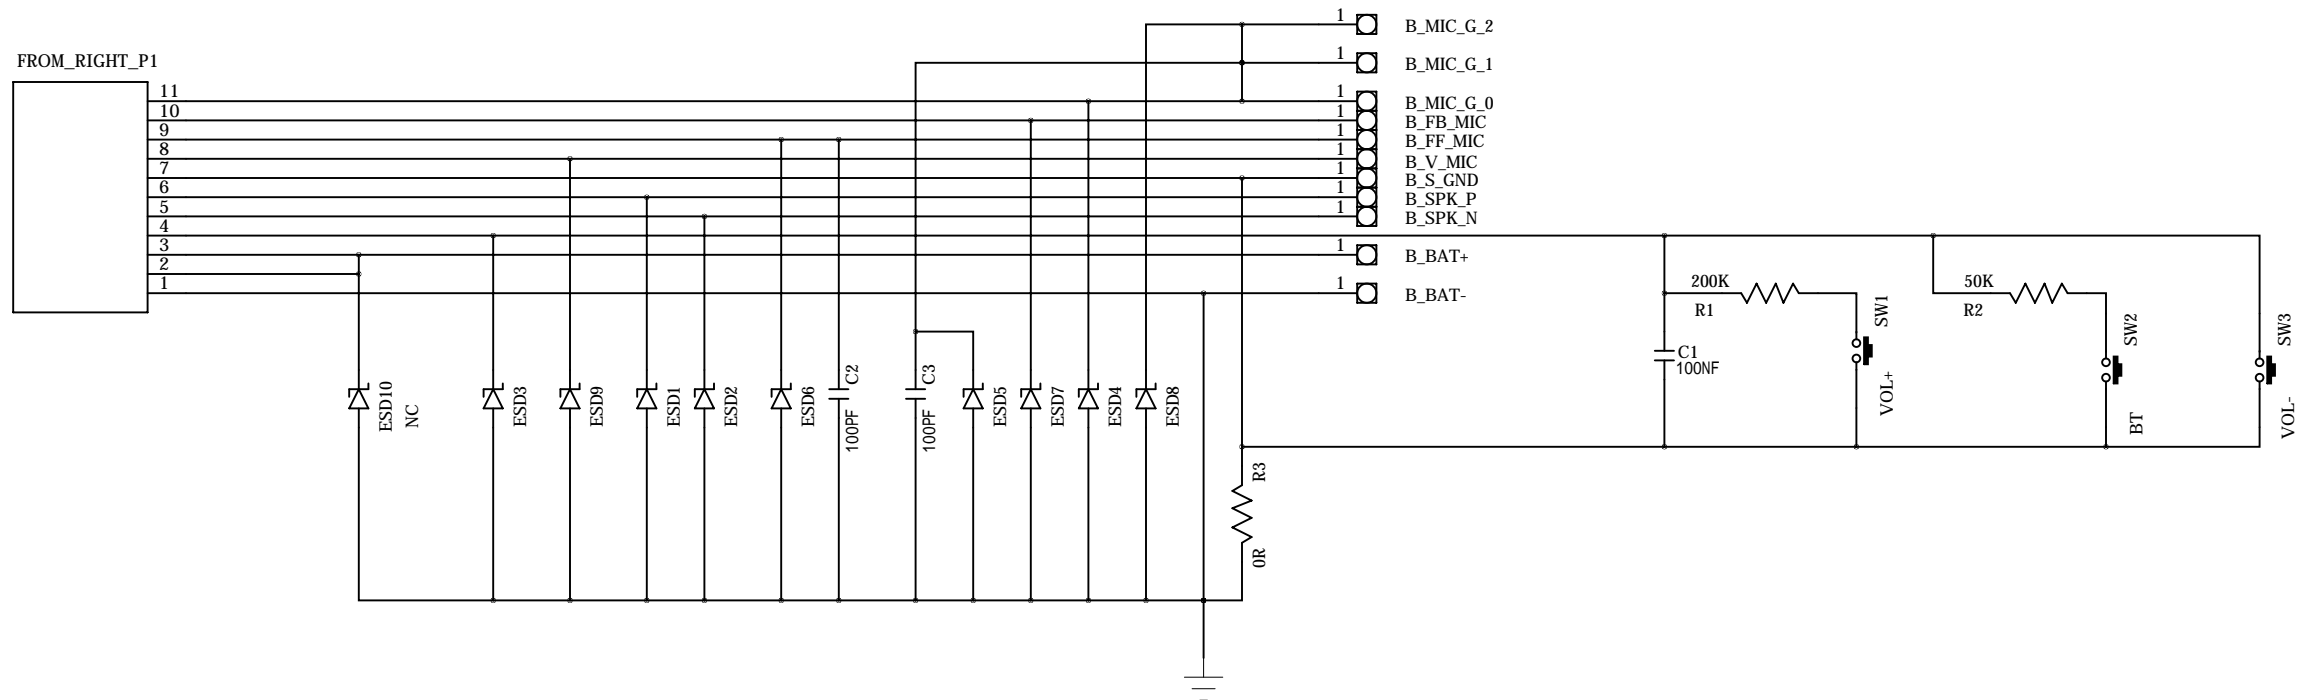 1 B_MIC_G_2
1 B_MIC_G_1
FROM_RIGHT_P1
11 1 B_MIC_G_0
10 1 B_FB_MIC
9 1 B_FF_MIC
8 1 B_V_MIC
7 1 B_S_GND
6 1 B_SPK_P
5 1 B_SPK_N
4
3 1 B_BAT+
2
1 1 B_BAT-
200K
R1
SW1
VOL+
50K
R2
SW2
BT
SW3
VOL-
C1
100NF
ESD10
NC
ESD3
ESD9
ESD1
ESD2
ESD6
C2
100PF
C3
100PF
ESD5
ESD7
ESD4
ESD8
R3
0R